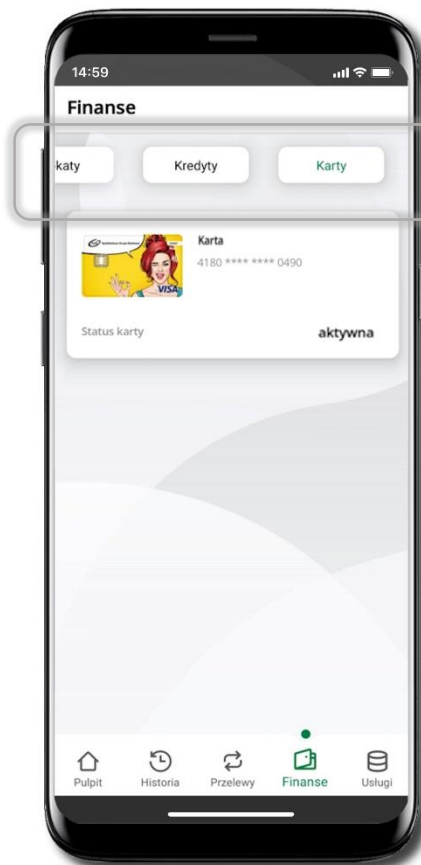 14:59
Finanse
katy
Kredyty
Karty
Karta
4180 **** **** 0490
VISA
Status karty
aktywna
Pulpit
Historia
Przelewy
Finanse
Usługi